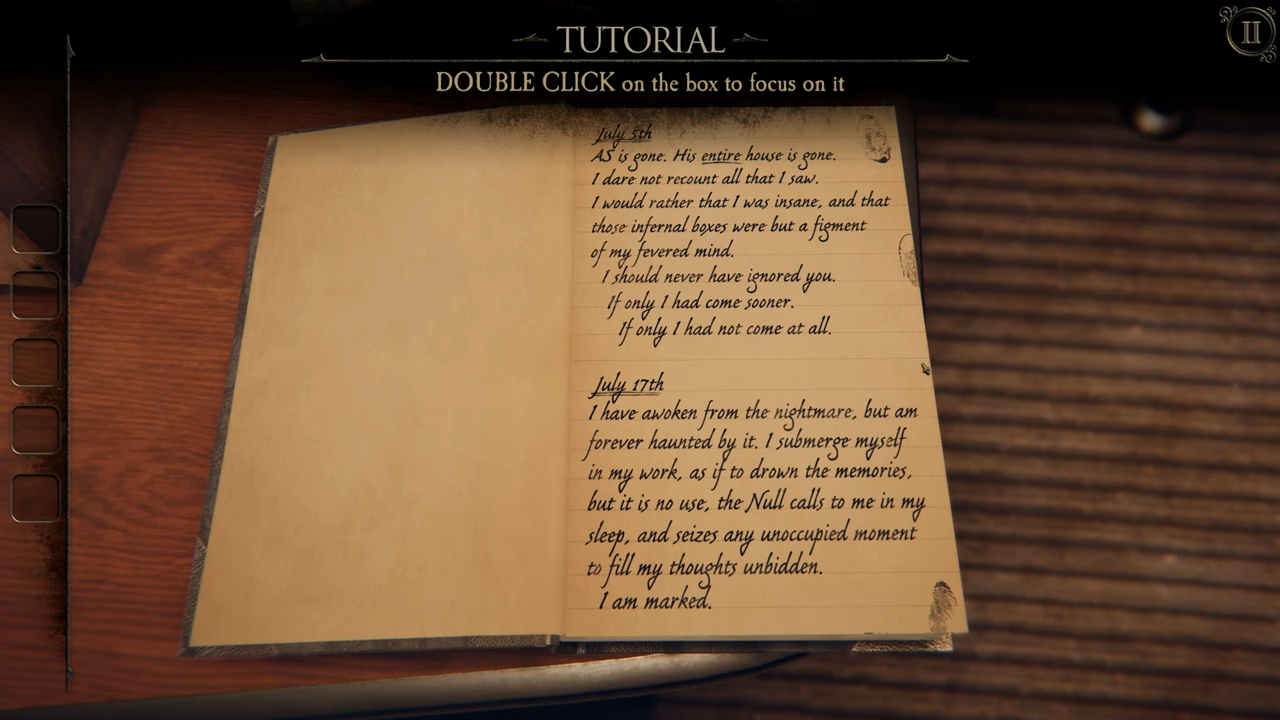 TUTORIAL
DOUBLE CLICK on the box to focus on it
July 5th
AS is gone. His entire house is gone.
I dare not recount all that I saw.
I would rather that I was insane, and that
those infernal boxes were but a figment
of my fevered mind.
I should never have ignored you.
If only I had come sooner.
If only I had not come at all.
July 17th
I have awoken from the nightmare, but am
forever haunted by it. I submerge myself
in my work, as if to drown the memories,
but it is no use, the Null calls to me in my
sleep, and seizes any unoccupied moment
to fill my thoughts unbidden.
I am marked.